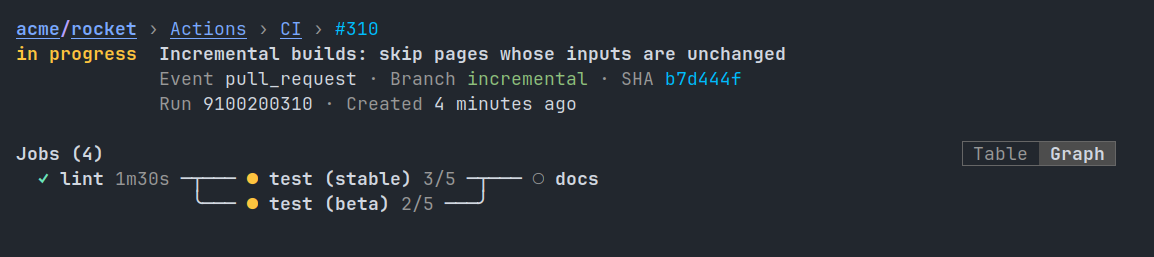 acme/rocket › Actions › CI › #310
in progress Incremental builds: skip pages whose inputs are unchanged
Event pull_request · Branch incremental · SHA b7d444f
Run 9100200310 · Created 4 minutes ago
Jobs (4) Table Graph
✓ lint 1m30s ● test (stable) 3/5 ○ docs
● test (beta) 2/5